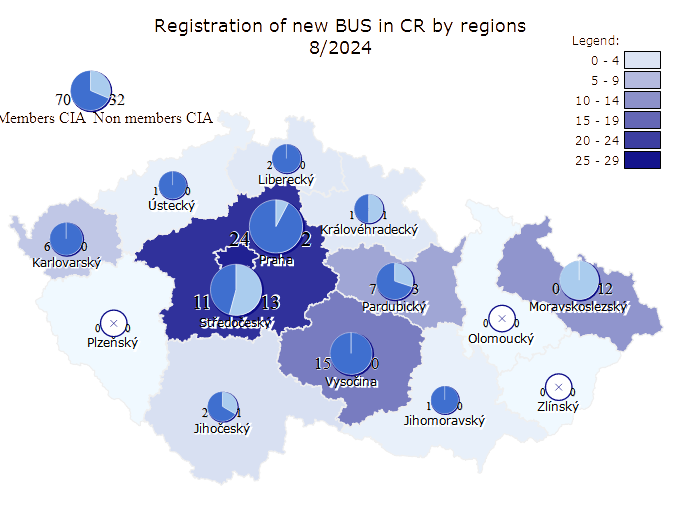 Registration of new BUS in CR by regions
8/2024
Legend:
0 - 4
5 - 9
10 - 14
15 - 19
20 - 24
25 - 29
70 32
Members CIA Non members CIA
2 0
Liberecký
1 0
Ústecký
1 1
Královéhradecký
24 2
Praha
6 0
Karlovarský
11 13
Středočeský
7 3
Pardubický
0 12
Moravskoslezský
0 0
Plzeňský
0 0
Olomoucký
15 0
Vysočina
0 0
Zlínský
2 1
Jihočeský
1 0
Jihomoravský